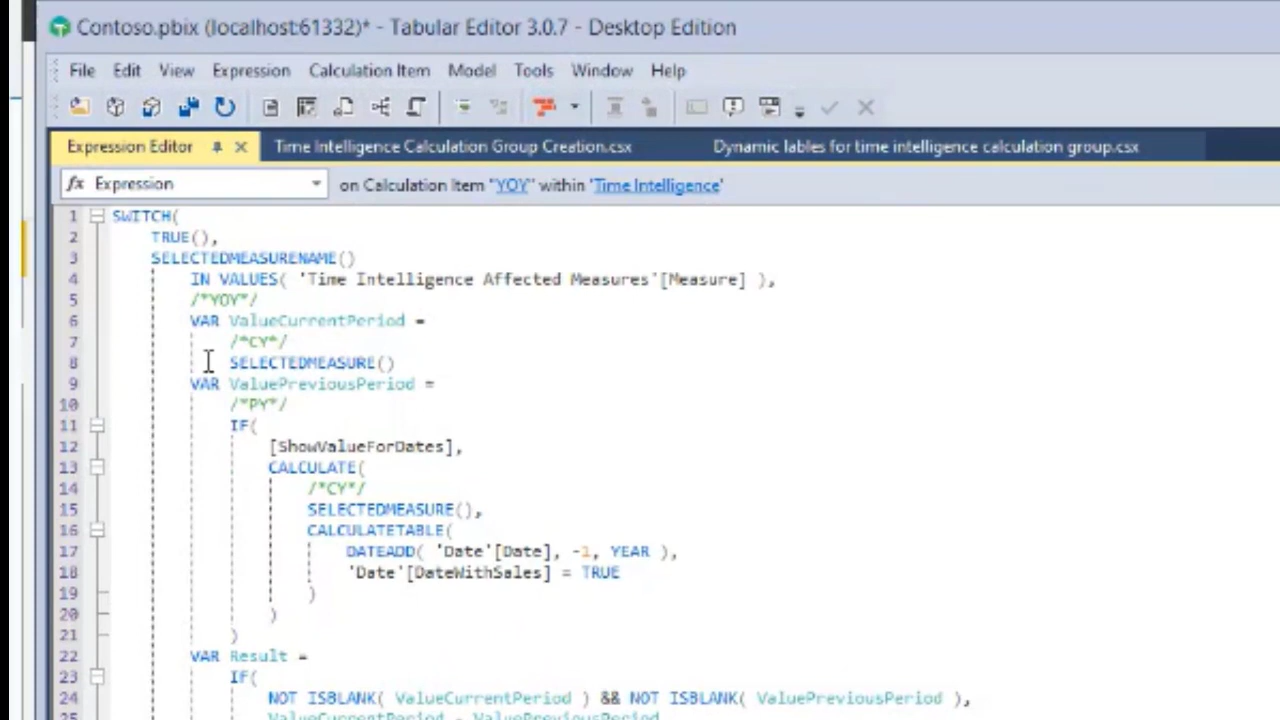 Contoso.pbix (localhost:61332)* - Tabular Editor 3.0.7 - Desktop Edition
File Edit View Expression Calculation Item Model Tools Window Help
Expression Editor Time Intelligence Calculation Group Creation.csx Dynamic lables for time intelligence calculation group.csx
fx Expression on Calculation Item "YOY" within 'Time Intelligence'
1 SWITCH(
2 TRUE(),
3 SELECTEDMEASURENAME()
4 IN VALUES( 'Time Intelligence Affected Measures'[Measure] ),
5 /*YOY*/
6 VAR ValueCurrentPeriod =
7 /*CY*/
8 SELECTEDMEASURE()
9 VAR ValuePreviousPeriod =
10 /*PY*/
11 IF(
12 [ShowValueForDates],
13 CALCULATE(
14 /*CY*/
15 SELECTEDMEASURE(),
16 CALCULATETABLE(
17 DATEADD( 'Date'[Date], -1, YEAR ),
18 'Date'[DateWithSales] = TRUE
19 )
20 )
21 )
22 VAR Result =
23 IF(
24 NOT ISBLANK( ValueCurrentPeriod ) && NOT ISBLANK( ValuePreviousPeriod ),
25 ValueCurrentPeriod - ValuePreviousPeriod